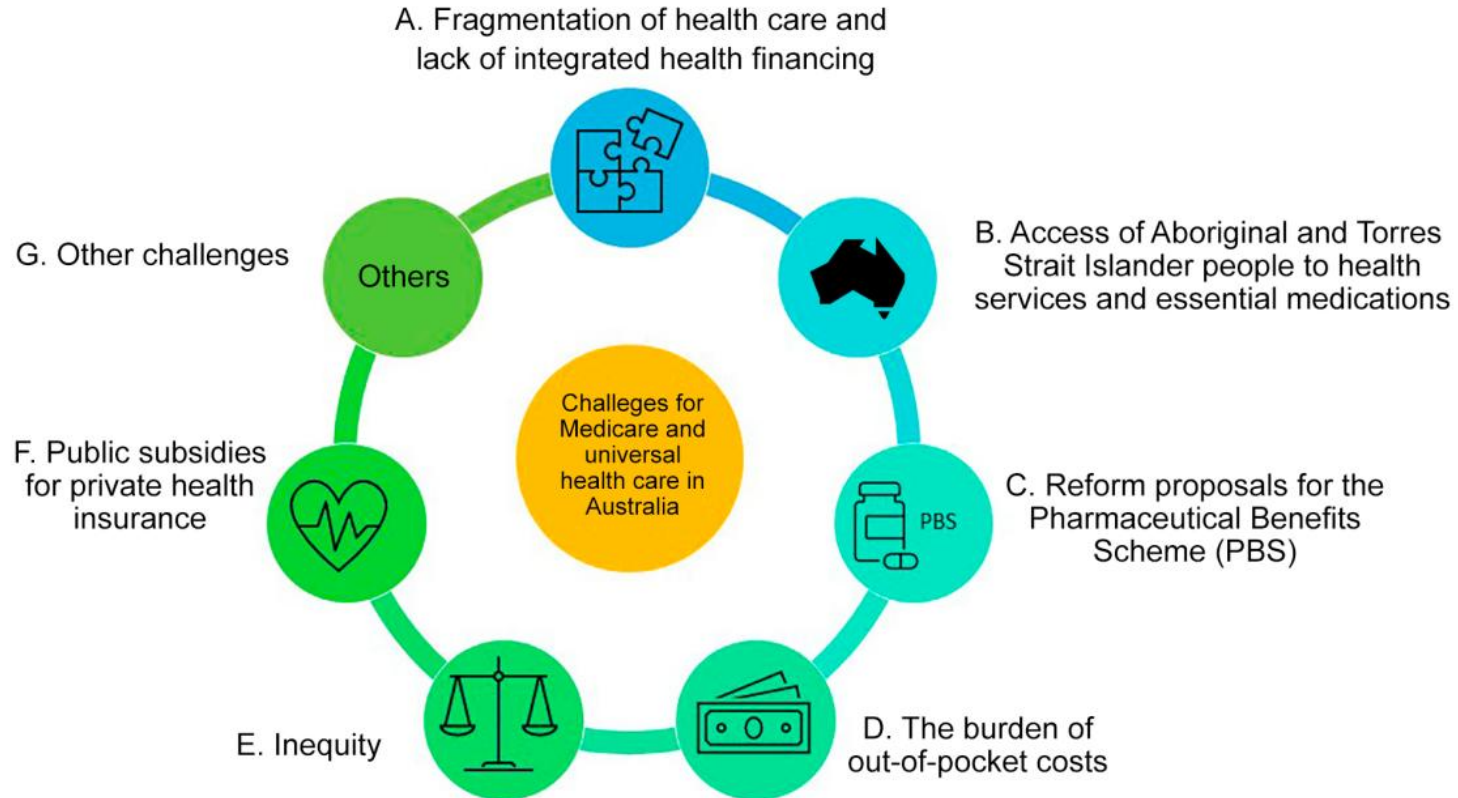 A. Fragmentation of health care and
lack of integrated health financing
B. Access of Aboriginal and Torres
Strait Islander people to health
services and essential medications
PBS
C. Reform proposals for the
Pharmaceutical Benefits
Scheme (PBS)
D. The burden of
out-of-pocket costs
E. Inequity
F. Public subsidies
for private health
insurance
G. Other challenges
Others
Challeges for
Medicare and
universal
health care in
Australia